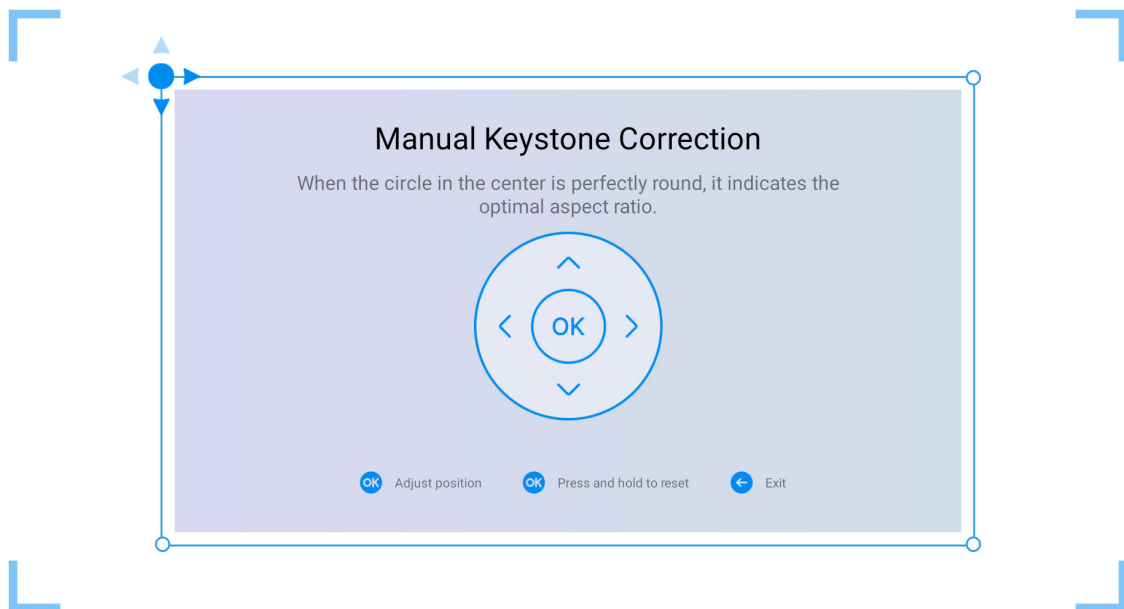 Manual Keystone Correction
When the circle in the center is perfectly round, it indicates the
optimal aspect ratio.
OK
OK Adjust position OK Press and hold to reset Exit